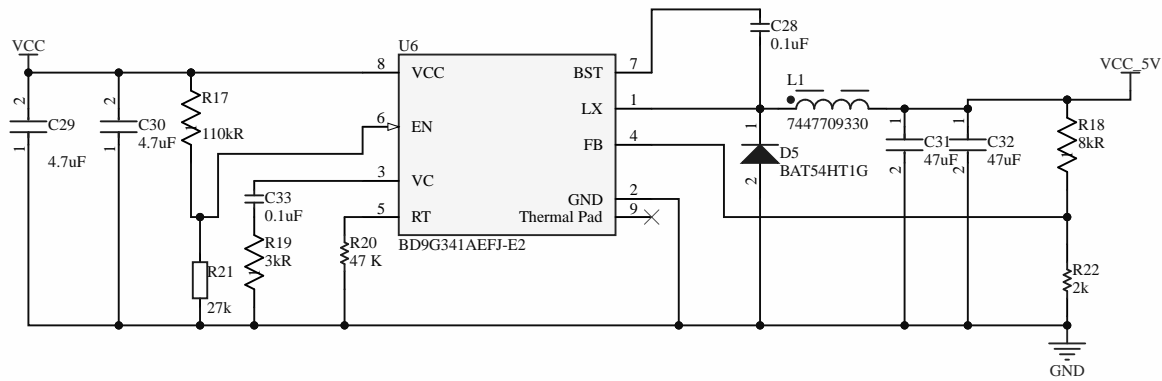 VCC
2
C29
1
4.7uF
2
C30
4.7uF
1
R17
110kR
R21
27k
C33
0.1uF
R19
3kR
R20
47 K
U6
8 VCC
6 EN
3 VC
5 RT
BST 7
LX 1
FB 4
GND 2
Thermal Pad 9
BD9G341AEFJ-E2
C28
0.1uF
L1
7447709330
1
D5
BAT54HT1G
2
1
C31
47uF
2
1
C32
47uF
2
VCC_5V
R18
8kR
R22
2k
GND